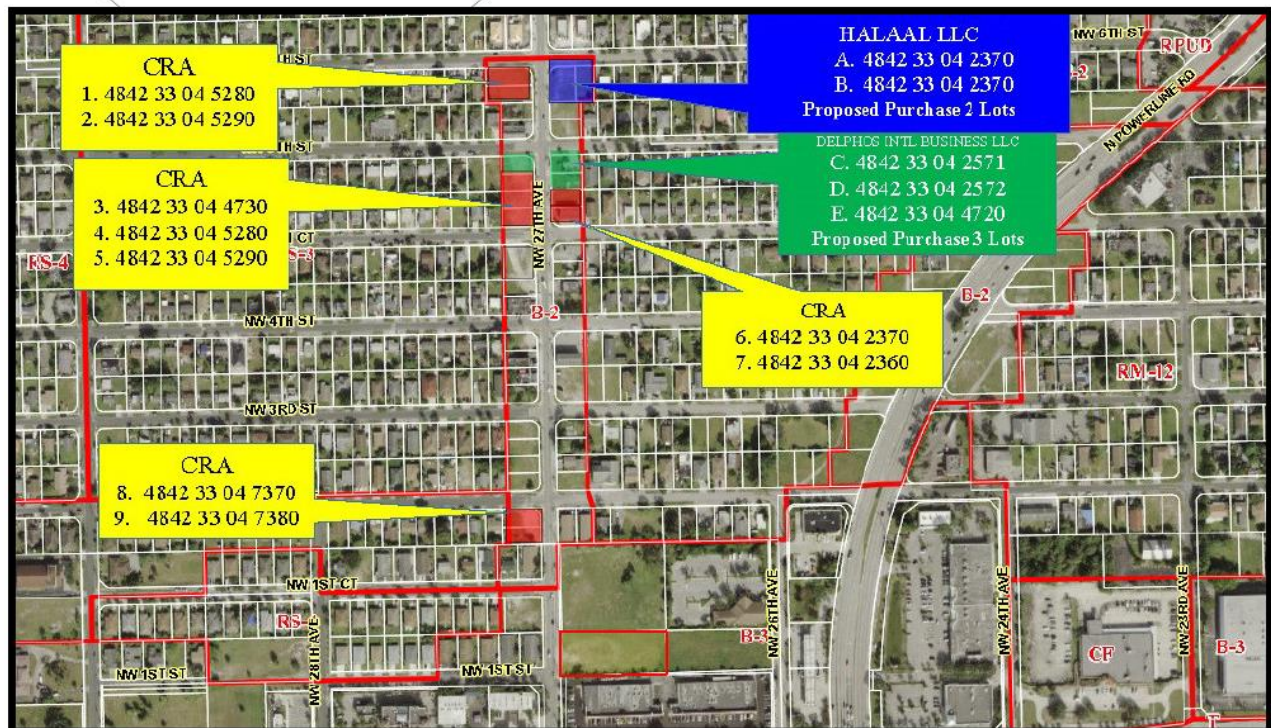 CRA
1. 4842 33 04 5280
2. 4842 33 04 5290
HALAAL LLC
A. 4842 33 04 2370
B. 4842 33 04 2370
Proposed Purchase 2 Lots
NW 6TH ST
RPUD
N POWERLINE RD
DELPHOS INTL BUSINESS LLC
C. 4842 33 04 2571
D. 4842 33 04 2572
E. 4842 33 04 4720
Proposed Purchase 3 Lots
CRA
3. 4842 33 04 4730
4. 4842 33 04 5280
5. 4842 33 04 5290
NW 27TH AVE
CT
RS-4
B-2
B-2
CRA
6. 4842 33 04 2370
7. 4842 33 04 2360
NW 4TH ST
RM-12
NW 3RD ST
CRA
8. 4842 33 04 7370
9. 4842 33 04 7380
NW 1ST CT
NW 28TH AVE
NW 1ST ST
NW 1ST ST
B-3
NW 26TH AVE
NW 24TH AVE
NW 23RD AVE
CF
B-3